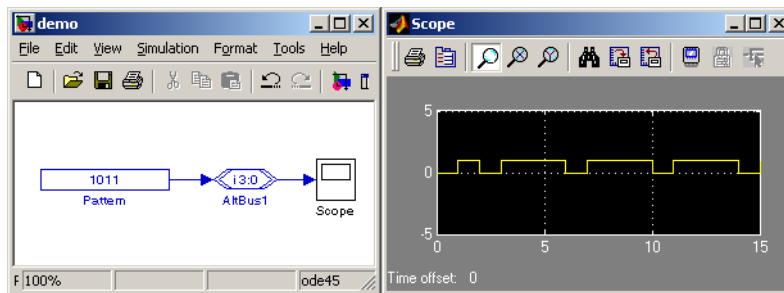 demo
File Edit View Simulation Format Tools Help
1011
Pattern
i 3:0
AltBus1
Scope
F 100%
ode45
Scope
5
0
-5
0
5
10
15
Time offset: 0